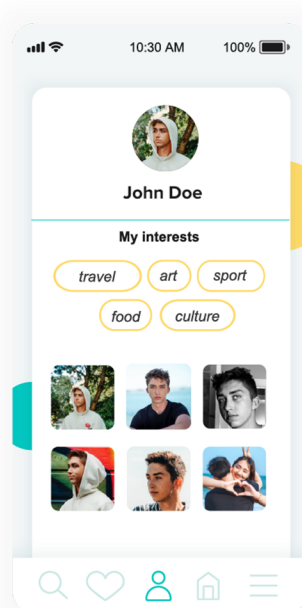 10:30 AM 100%
John Doe
My interests
travel art sport
food culture